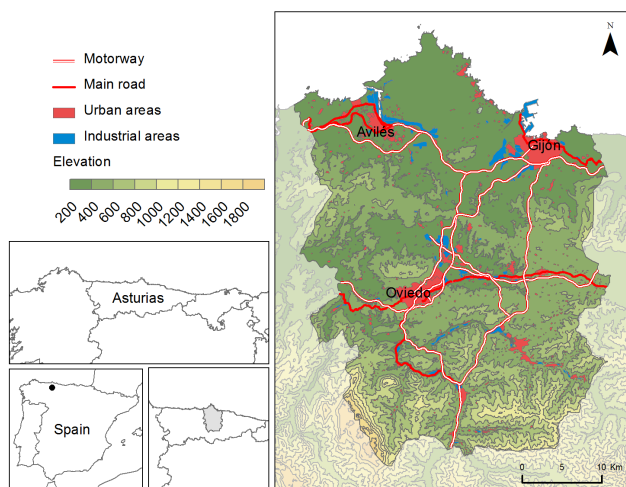 Motorway
Main road
Urban areas
Industrial areas
Elevation
200 400 600 800 1000 1200 1400 1600 1800
Asturias
Spain
N
Avilés
Gijón
Oviedo
0 5 10 Km